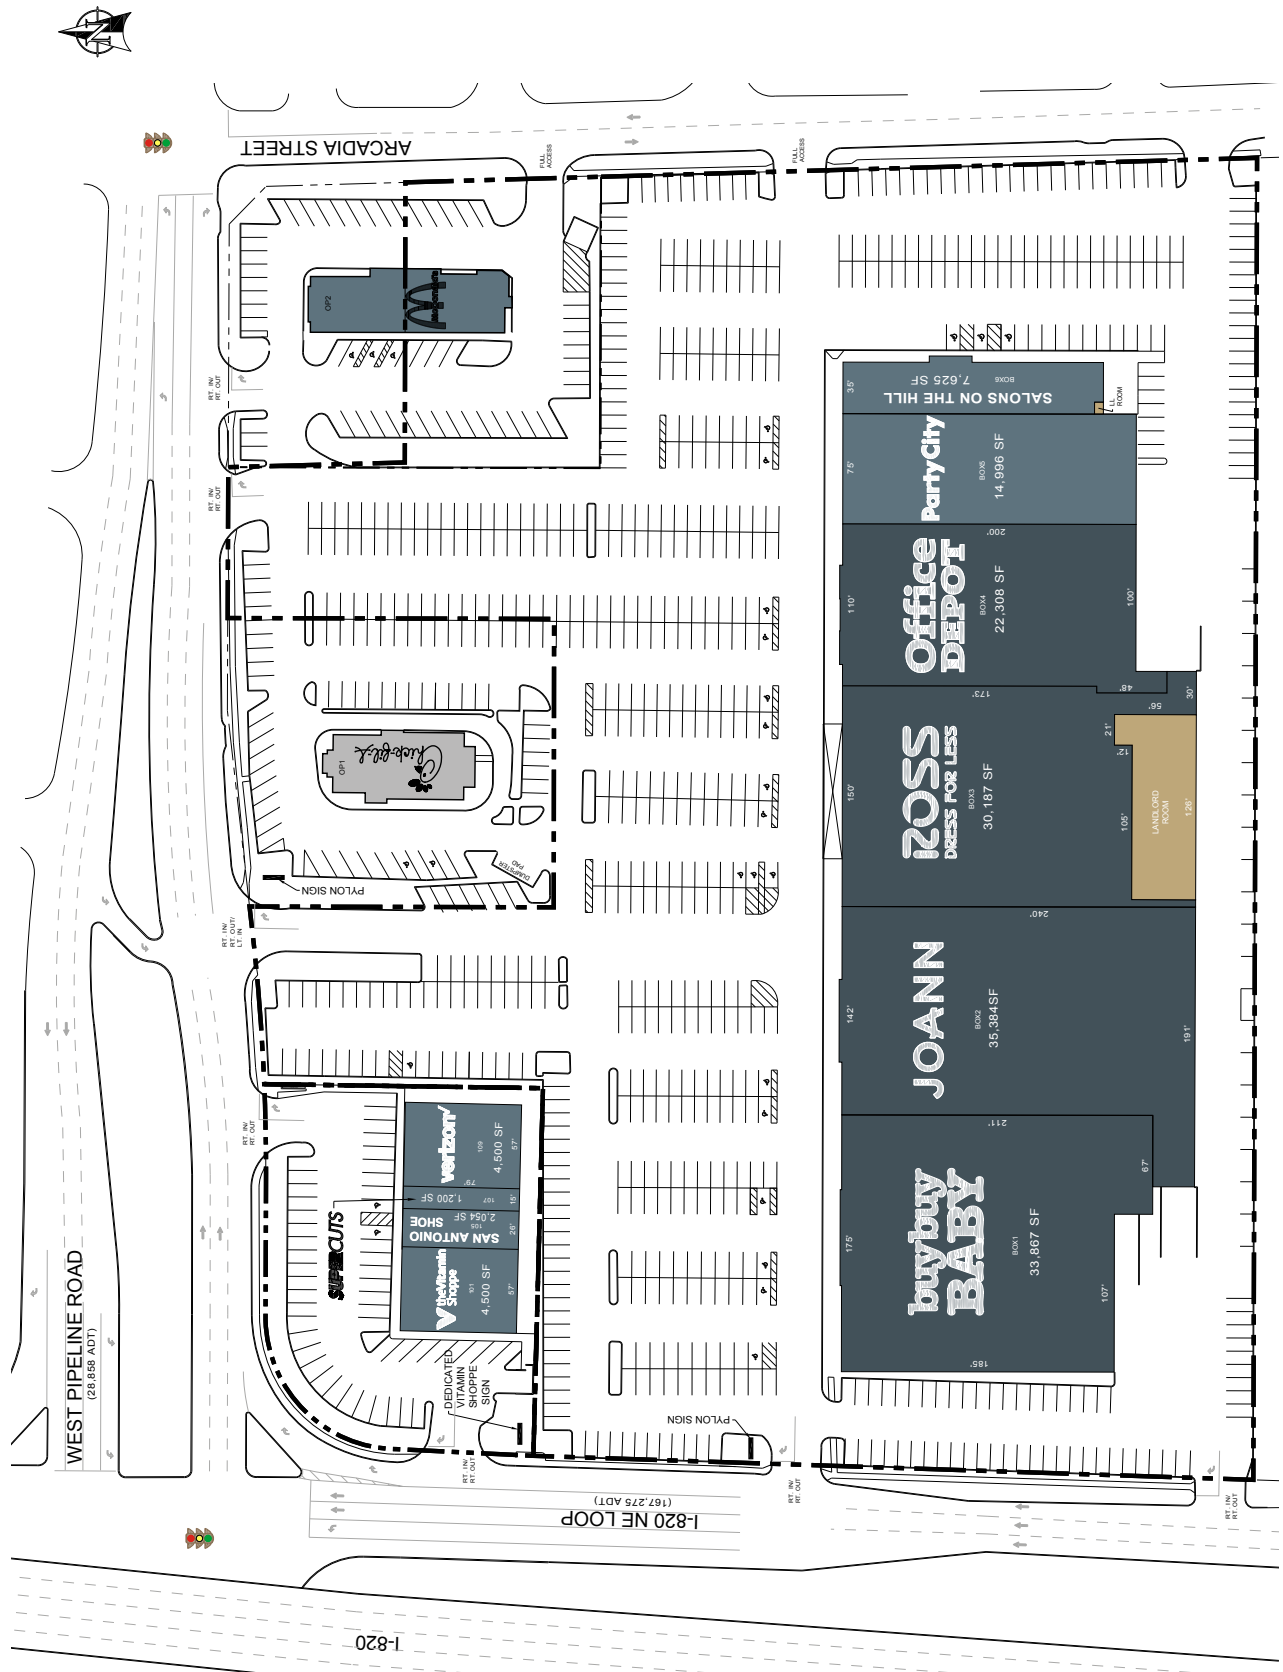 N
ARCADIA STREET
FULL
ACCESS
FULL
ACCESS
OP2
McDonald's
RT. IN/
RT. OUT
RT. IN/
RT. OUT
35'
SALONS ON THE HILL
7,625 SF
BOX6
LL
ROOM
75'
PartyCity
BOX5
14,996 SF
200'
110'
Office
DEPOT
BOX4
22,308 SF
100'
173'
48'
30'
56'
150'
ROSS
DRESS FOR LESS
BOX3
30,187 SF
21'
12'
105'
LANDLORD
ROOM
126'
OP1
Chick-fil-A
DUMPSTER
PAD
PYLON SIGN
RT. IN/
RT. OUT/
LT. IN
240'
142'
JOANN
BOX2
35,384SF
191'
211'
67'
175'
buybuy
BABY
BOX1
33,867 SF
107'
185'
RT. IN/
RT. OUT
verizon
109
4,500 SF
57'
79'
SUPERCUTS
1,200 SF
107
15'
SAN ANTONIO
SHOE
105
2,054 SF
26'
theVitamin
Shoppe
101
4,500 SF
57'
DEDICATED
VITAMIN
SHOPPE
SIGN
PYLON SIGN
RT. IN/
RT. OUT
RT. IN/
RT. OUT
RT. IN/
RT. OUT
WEST PIPELINE ROAD
(28,858 ADT)
I-820 NE LOOP
(167,275 ADT)
I-820